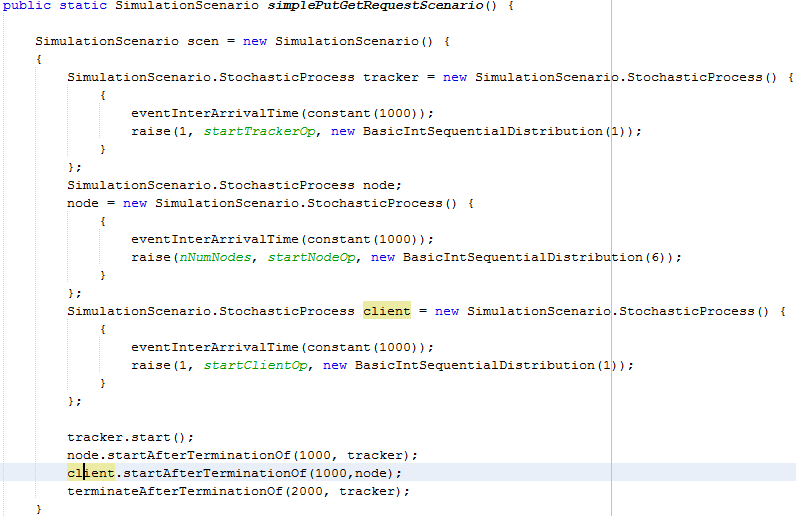 public static SimulationScenario simplePutGetRequestScenario() {
SimulationScenario scen = new SimulationScenario() {
{
SimulationScenario.StochasticProcess tracker = new SimulationScenario.StochasticProcess() {
{
eventInterArrivalTime(constant(1000));
raise(1, startTrackerOp, new BasicIntSequentialDistribution(1));
}
};
SimulationScenario.StochasticProcess node;
node = new SimulationScenario.StochasticProcess() {
{
eventInterArrivalTime(constant(1000));
raise(nNumNodes, startNodeOp, new BasicIntSequentialDistribution(6));
}
};
SimulationScenario.StochasticProcess client = new SimulationScenario.StochasticProcess() {
{
eventInterArrivalTime(constant(1000));
raise(1, startClientOp, new BasicIntSequentialDistribution(1));
}
};
tracker.start();
node.startAfterTerminationOf(1000, tracker);
client.startAfterTerminationOf(1000,node);
terminateAfterTerminationOf(2000, tracker);
}